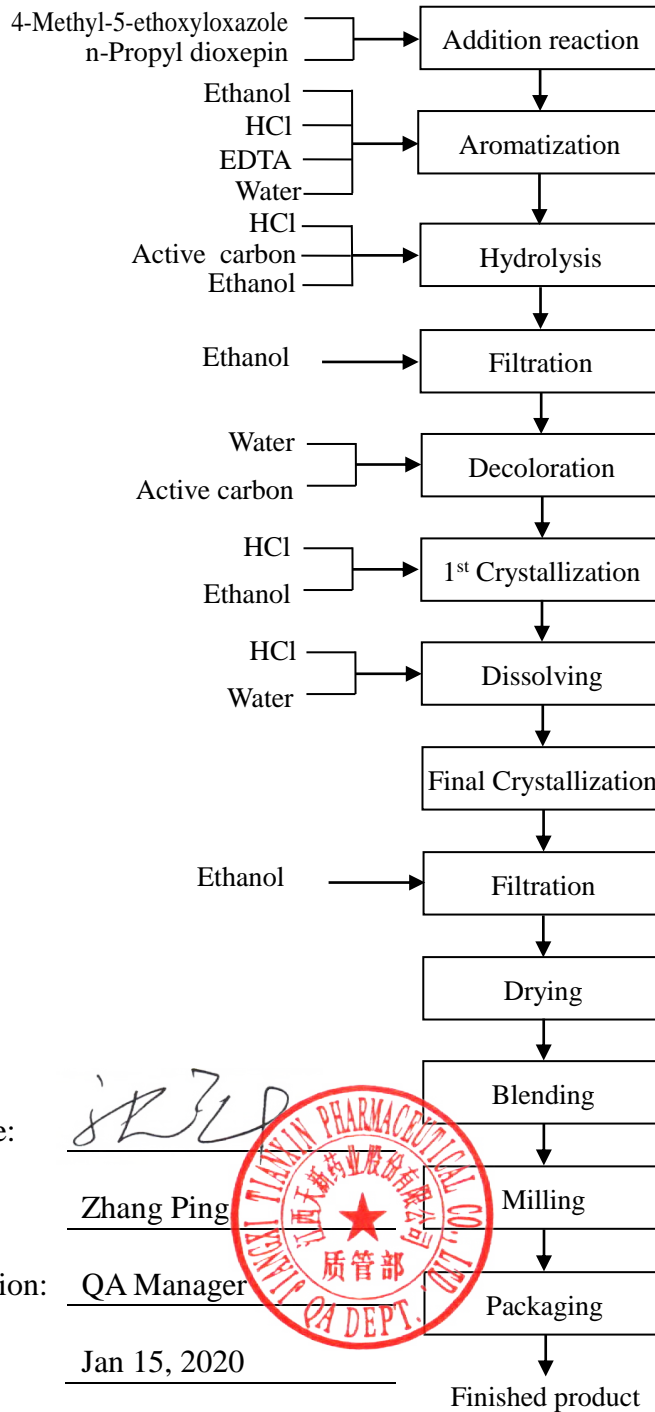 4-Methyl-5-ethoxyloxazole
n-Propyl dioxepin
Addition reaction
Ethanol
HCl
EDTA
Water
Aromatization
HCl
Active carbon
Ethanol
Hydrolysis
Ethanol
Filtration
Water
Active carbon
Decoloration
HCl
Ethanol
1st Crystallization
HCl
Water
Dissolving
Final Crystallization
Ethanol
Filtration
Drying
Blending
e:
Milling
Zhang Ping
JIANGXI TIANXIN PHARMACEUTICAL CO., LTD.
江西天新药业股份有限公司
质管部
QA DEPT.
ion: QA Manager
Packaging
Jan 15, 2020
Finished product